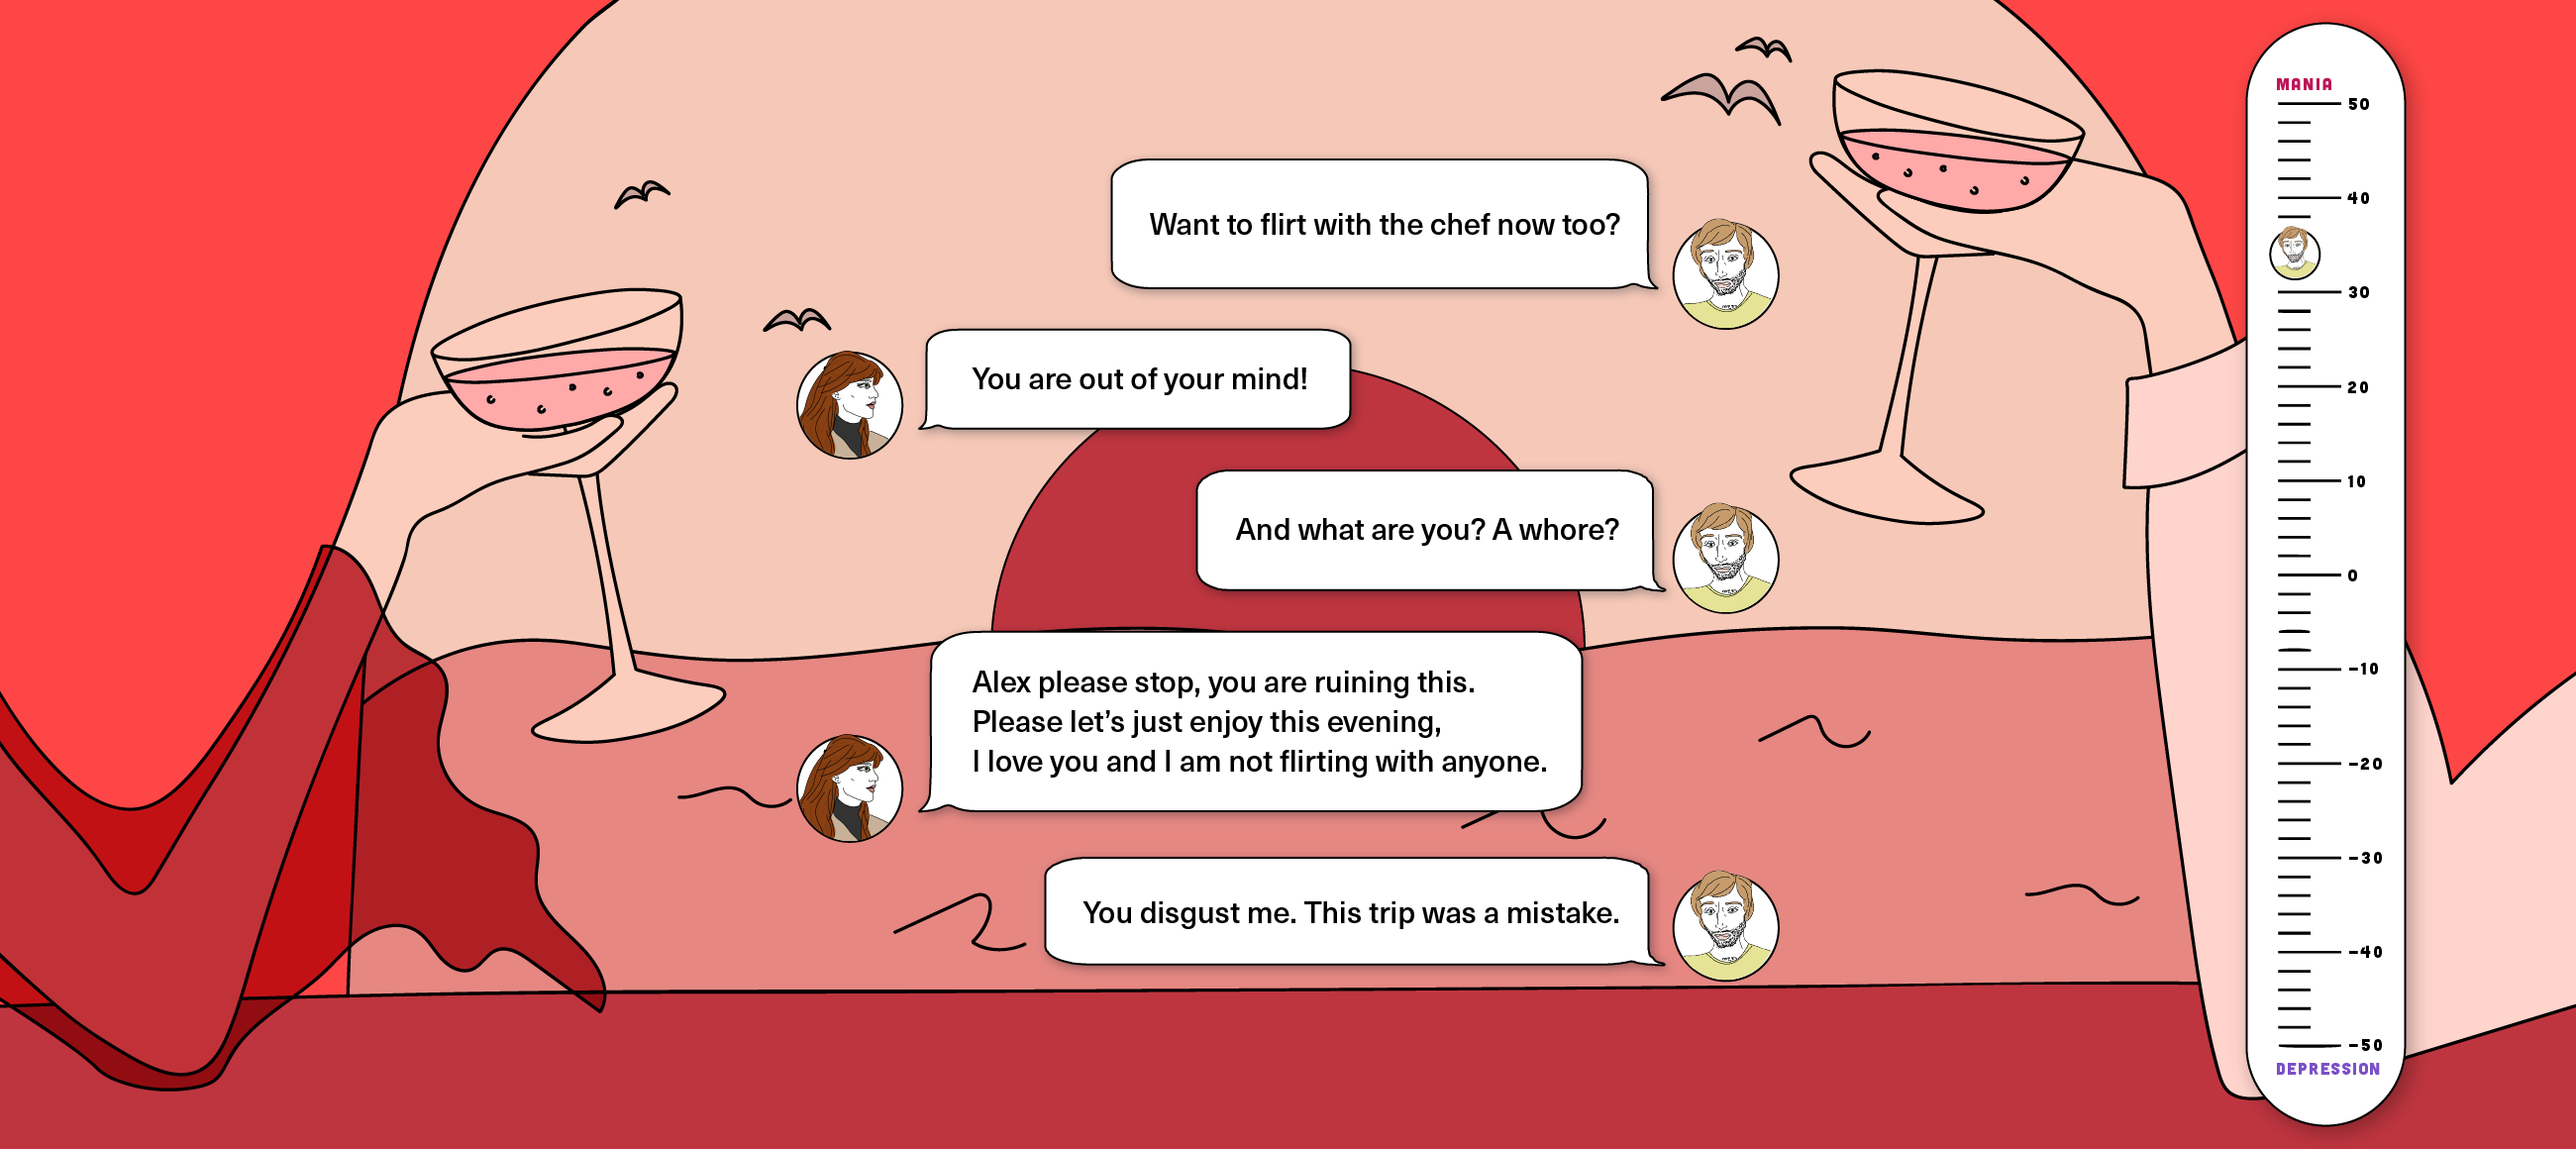 Want to flirt with the chef now too?
You are out of your mind!
And what are you? A whore?
Alex please stop, you are ruining this.
Please let’s just enjoy this evening,
I love you and I am not flirting with anyone.
You disgust me. This trip was a mistake.
MANIA
50
40
30
20
10
0
-10
-20
-30
-40
-50
DEPRESSION